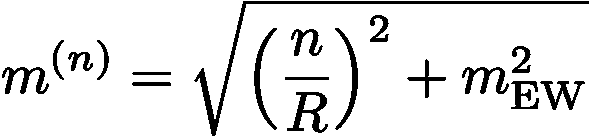 $m^{(n)} = \sqrt{\left(\frac{n}{R}\right)^2 + m_{\mathrm{EW}}^2}$